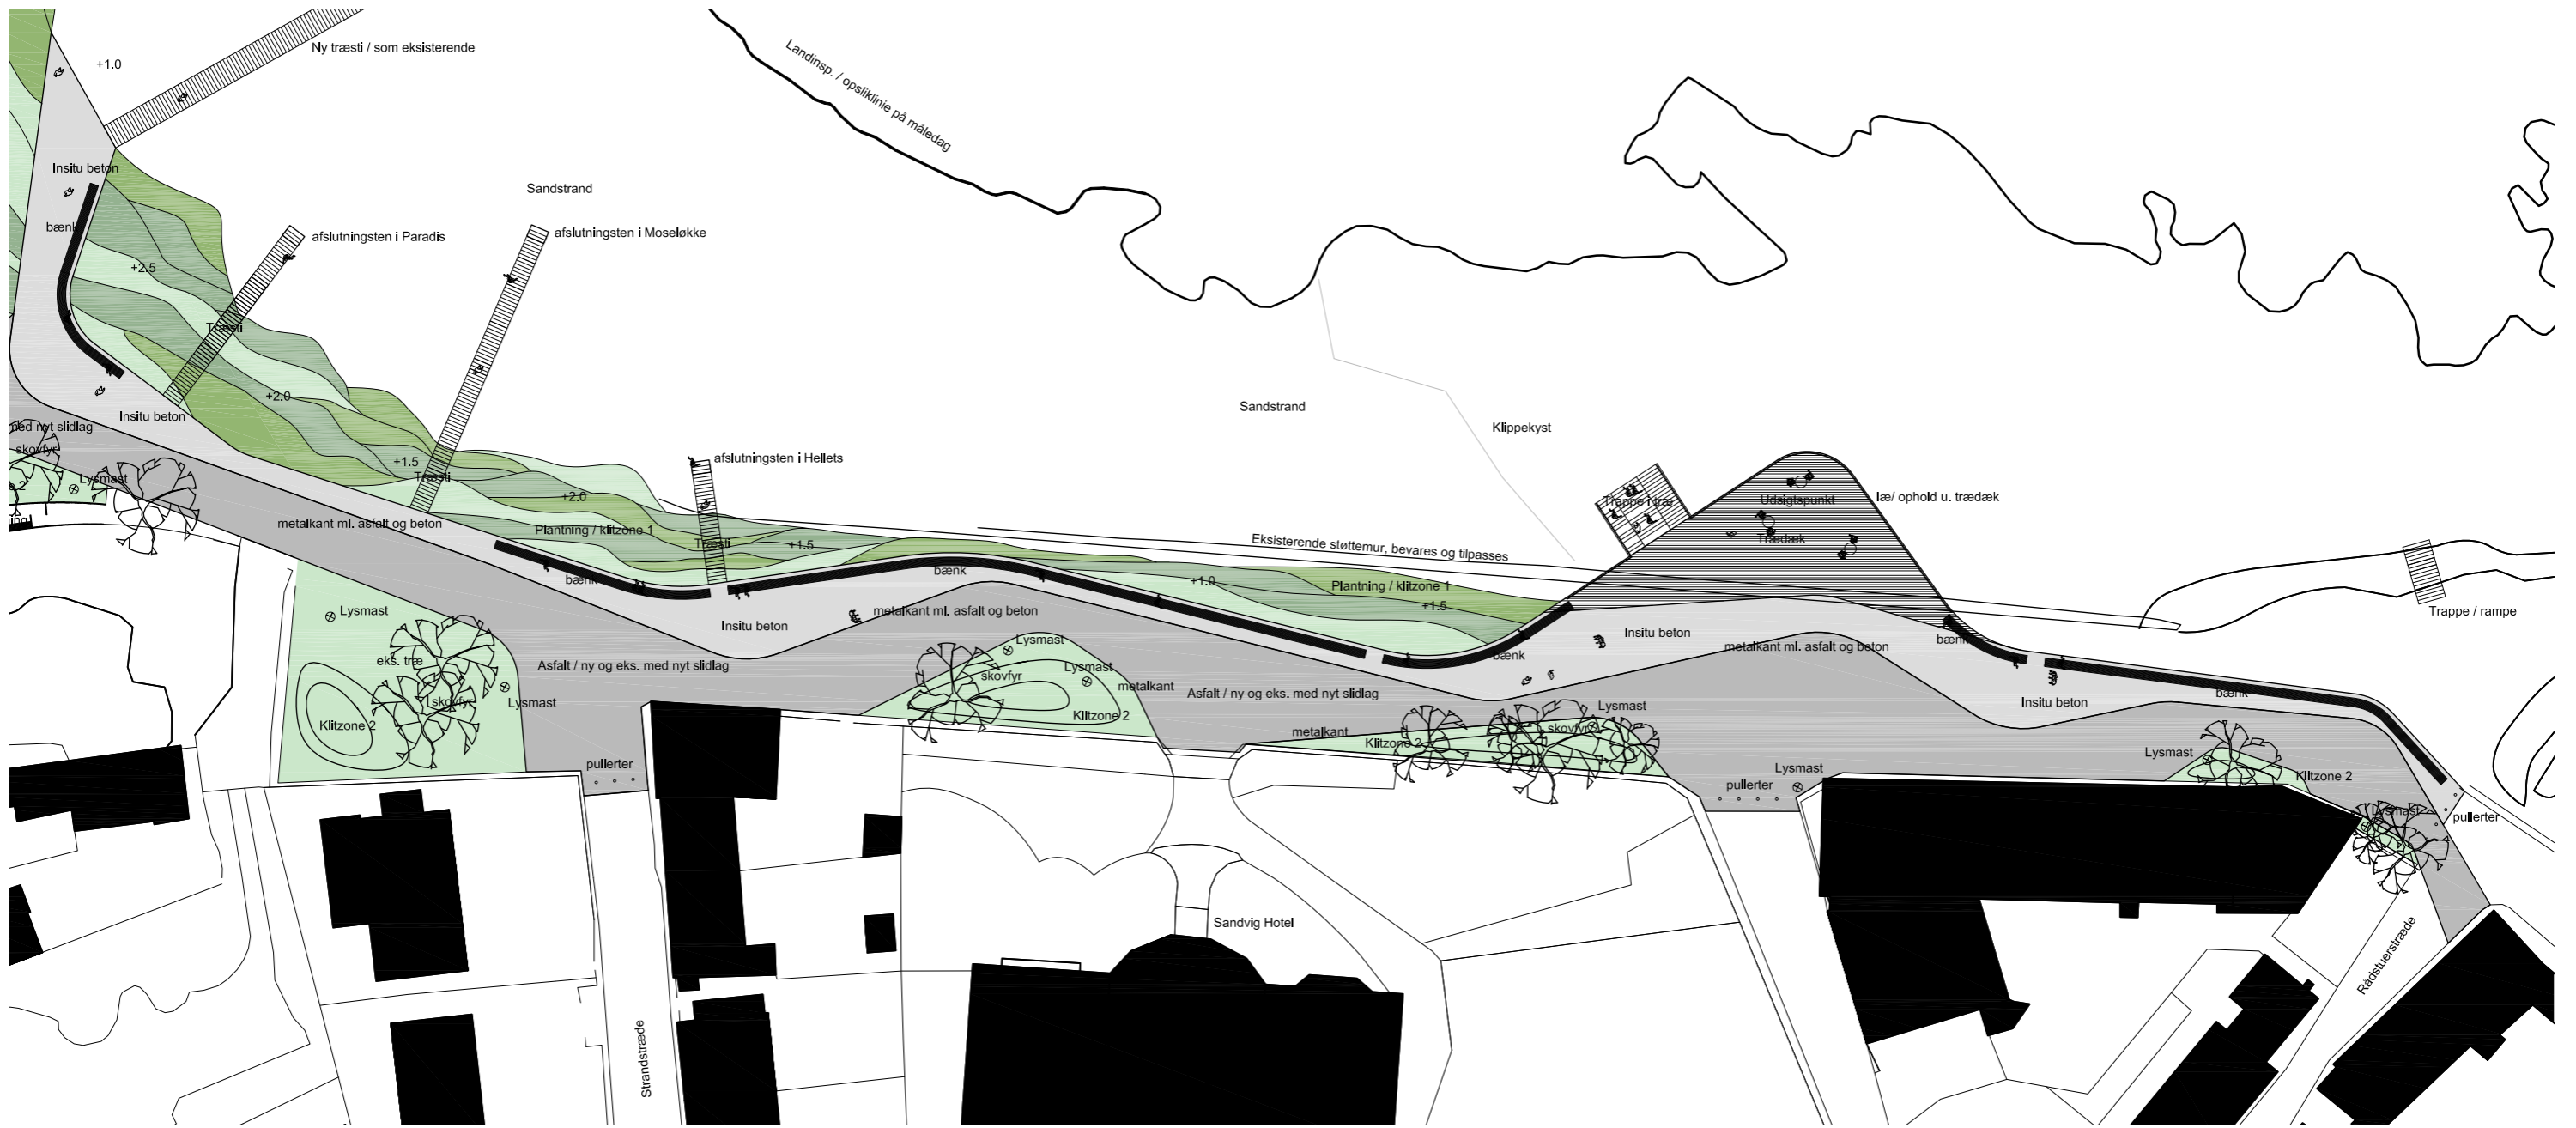 Ny træsti / som eksisterende
Landinsp. / opsliklinie på måledag
+1.0
Insitu beton
Sandstrand
bænk
afslutningsten i Paradis
afslutningsten i Moseløkke
+2.5
Træsti
+2.0
Insitu beton
Sandstrand
Klippekyst
med nyt slidlag
skovfyr
+1.5
Træsti
afslutningsten i Hellets
Lysmast
+2.0
metalkant ml. asfalt og beton
Plantning / klitzone 1
Træsti
+1.5
Eksisterende støttemur, bevares og tilpasses
Trappe i træ
Udsigtspunkt
læ/ ophold u. trædæk
Trædæk
bænk
bænk
+1.0
Plantning / klitzone 1
+1.5
Trappe / rampe
Lysmast
metalkant ml. asfalt og beton
Insitu beton
Insitu beton
bænk
metalkant ml. asfalt og beton
bænk
eks. træ
Asfalt / ny og eks. med nyt slidlag
Lysmast
Lysmast
skovfyr
metalkant
Asfalt / ny og eks. med nyt slidlag
bænk
skovfyr
Lysmast
Klitzone 2
Klitzone 2
Lysmast
Insitu beton
metalkant
Klitzone 2
skovfyr
Lysmast
pullerter
Lysmast
pullerter
Klitzone 2
Lysmast
pullerter
Sandvig Hotel
Strandstræde
Rådstuerstræde